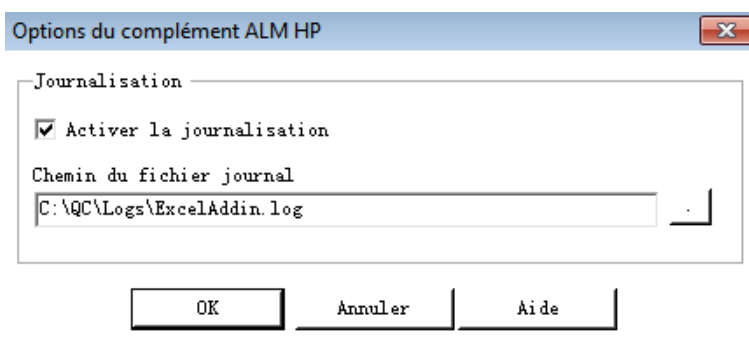 Options du complément ALM HP
Journalisation
Activer la journalisation
Chemin du fichier journal
C:\QC\Logs\ExcelAddin.log
.
OK Annuler Aide